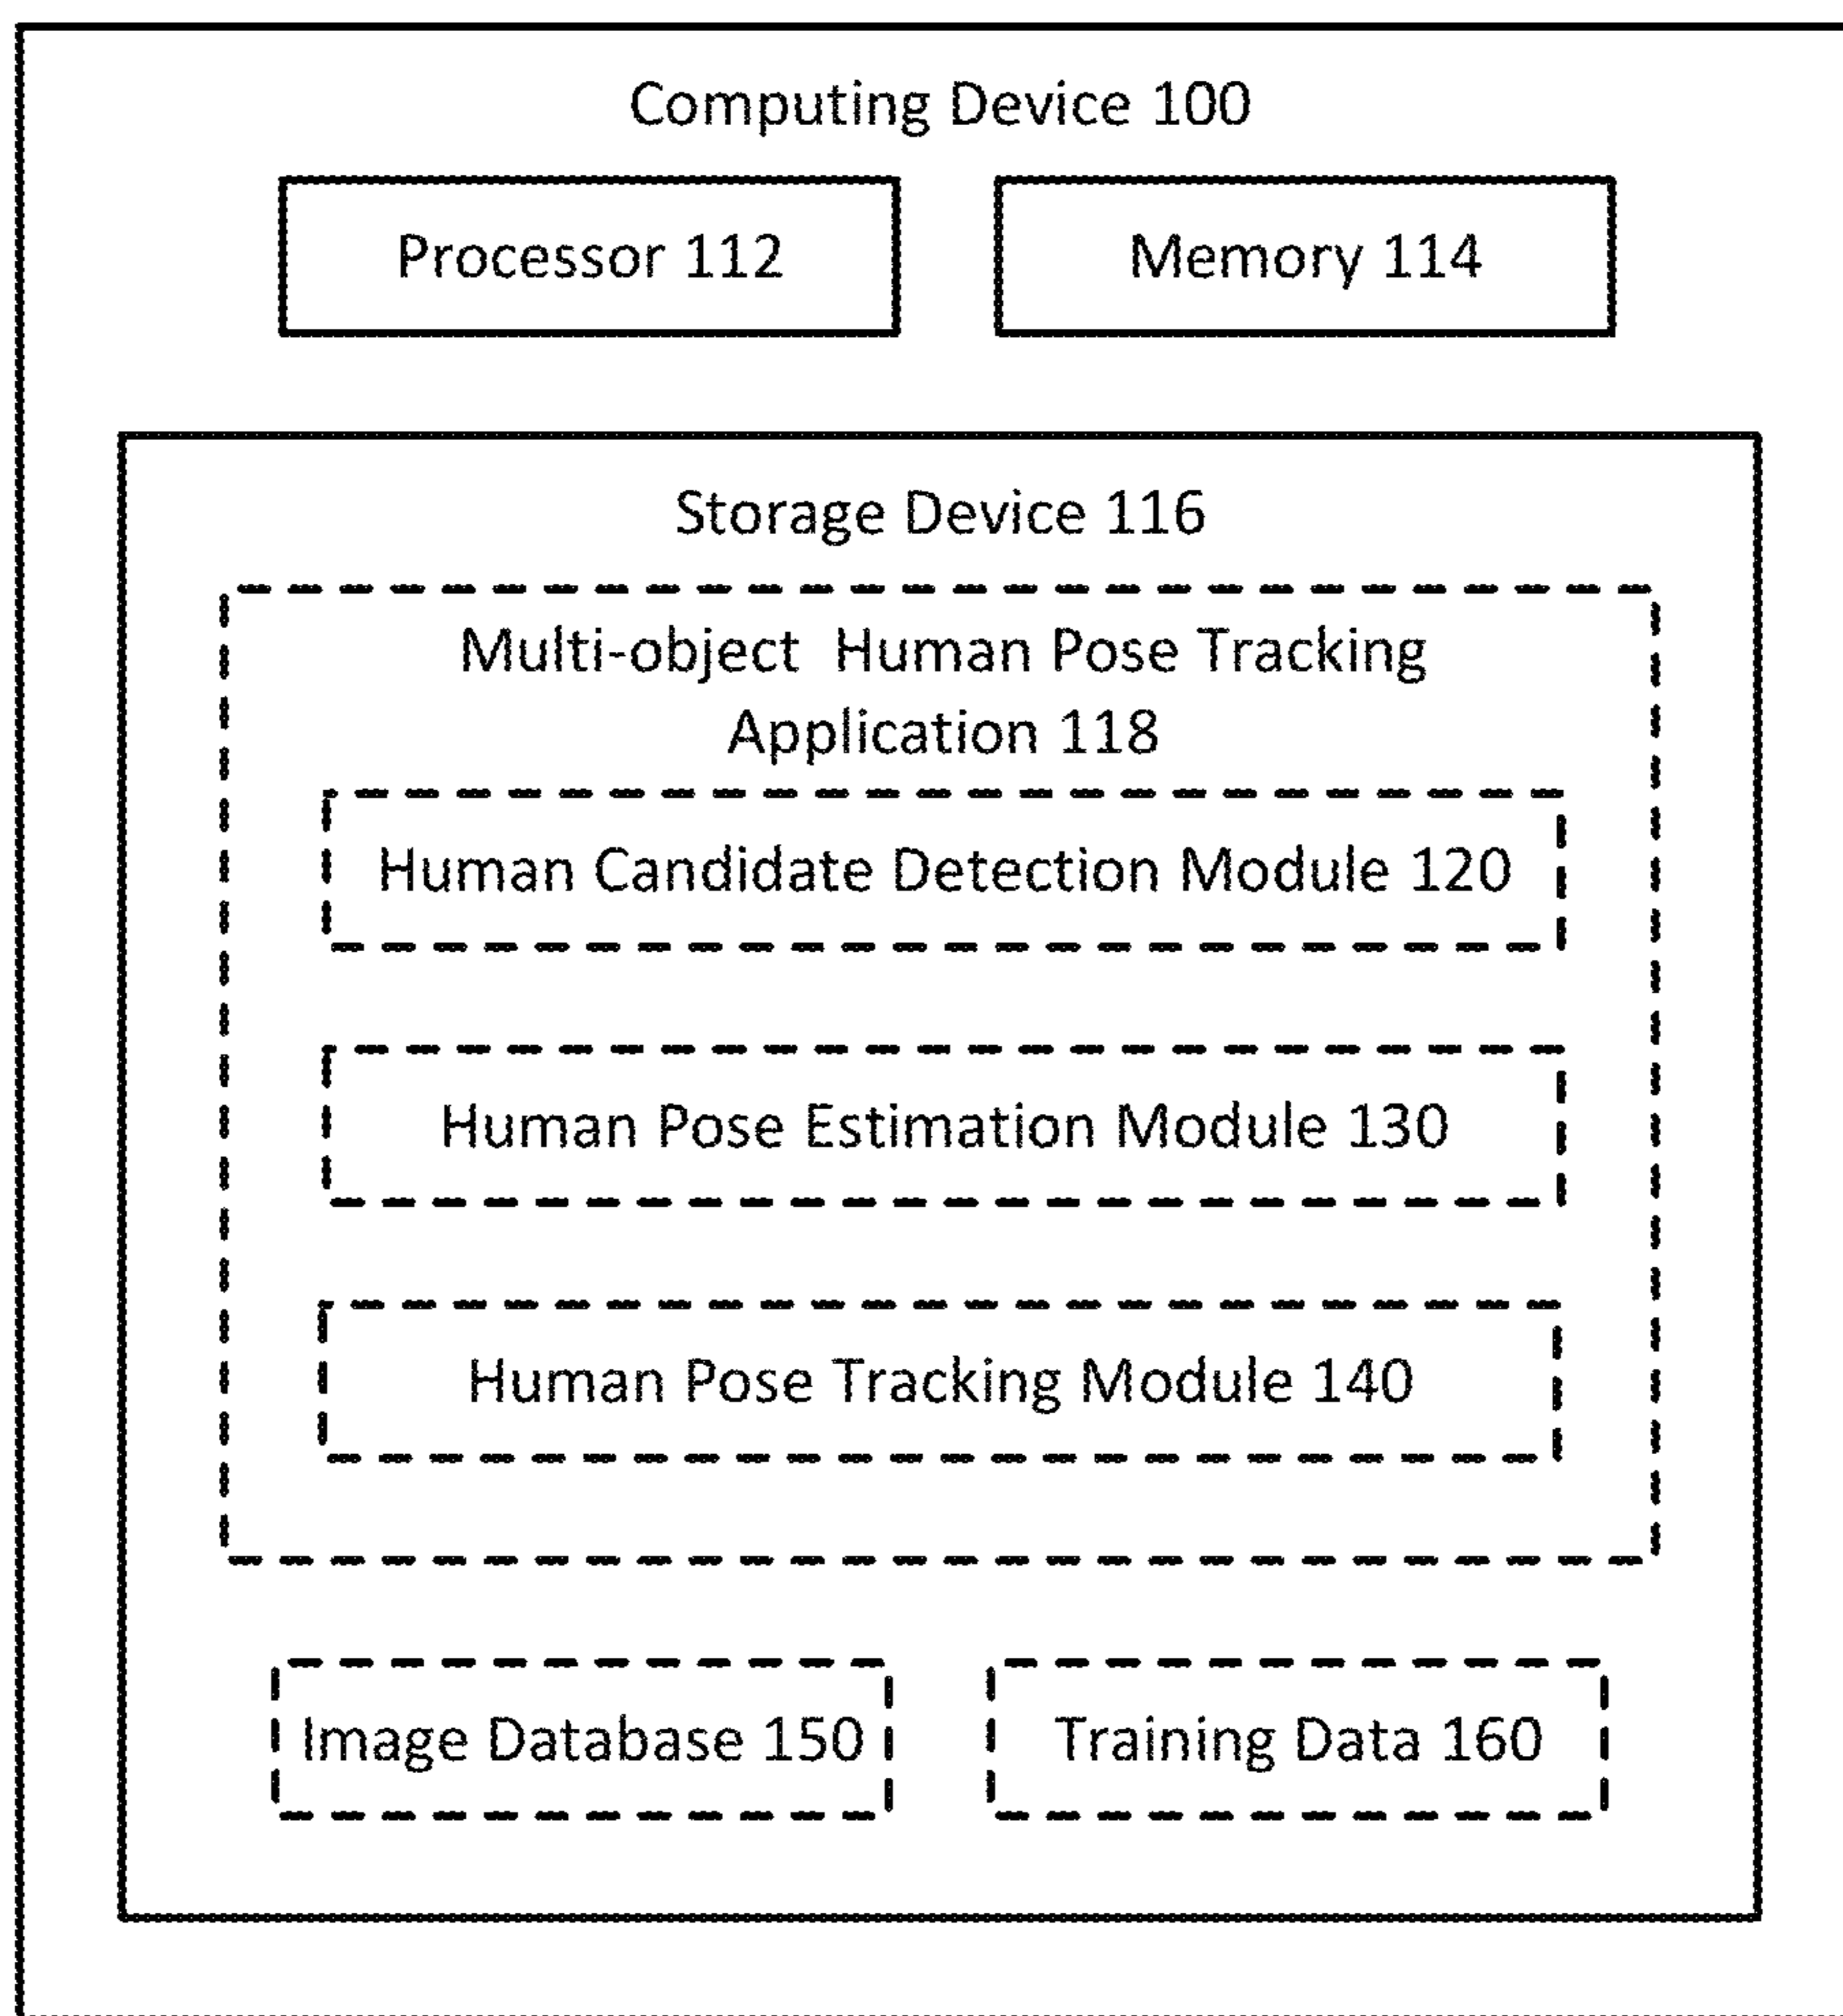 Computing Device 100
Processor 112
Memory 114
Storage Device 116
Multi-object Human Pose Tracking
Application 118
Human Candidate Detection Module 120
Human Pose Estimation Module 130
Human Pose Tracking Module 140
Image Database 150
Training Data 160